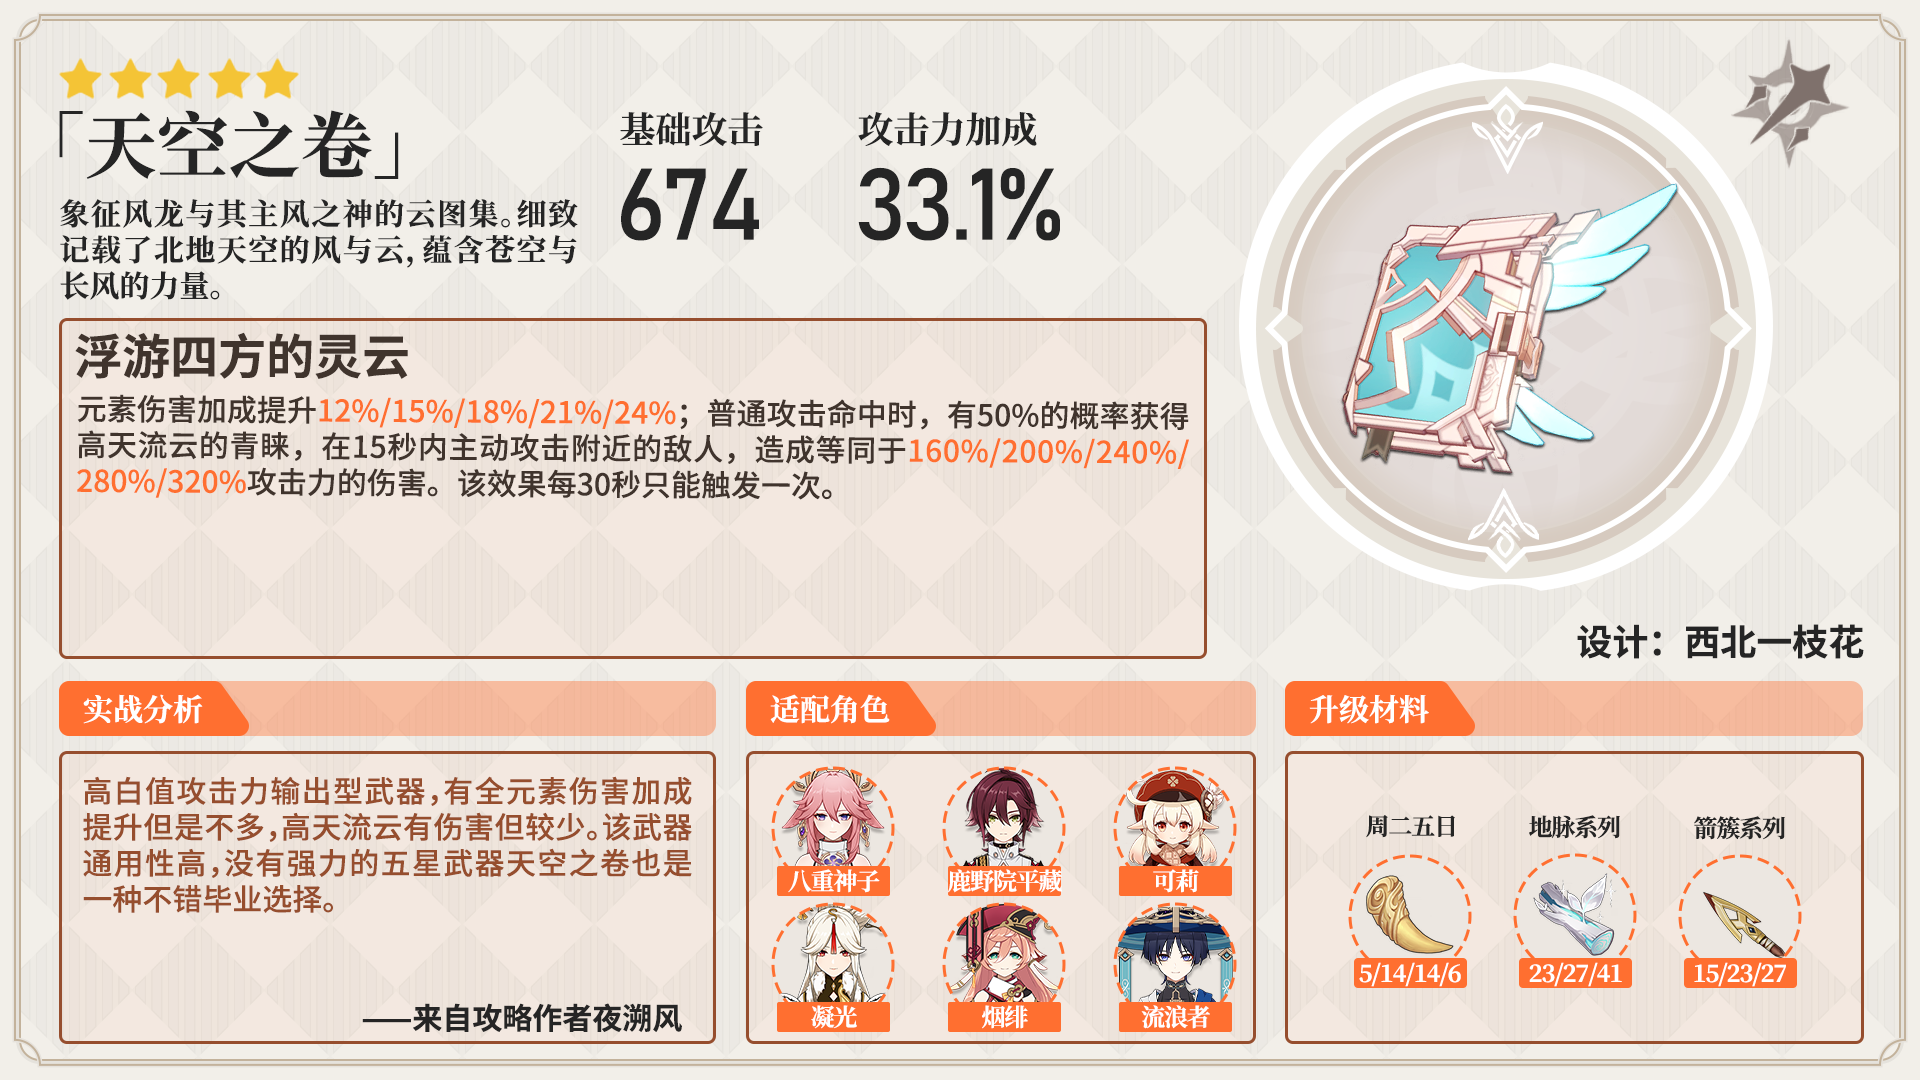 「天空之卷」
象征风龙与其主风之神的云图集。细致
记载了北地天空的风与云，蕴含苍空与
长风的力量。
基础攻击
674
攻击力加成
33.1%
浮游四方的灵云
元素伤害加成提升12%/15%/18%/21%/24%；普通攻击命中时，有50%的概率获得
高天流云的青睐，在15秒内主动攻击附近的敌人，造成等同于160%/200%/240%/
280%/320%攻击力的伤害。该效果每30秒只能触发一次。
设计：西北一枝花
实战分析
高白值攻击力输出型武器，有全元素伤害加成
提升但是不多，高天流云有伤害但较少。该武器
通用性高，没有强力的五星武器天空之卷也是
一种不错毕业选择。
——来自攻略作者夜溯风
适配角色
八重神子
鹿野院平藏
可莉
凝光
烟绯
流浪者
升级材料
周二五日
地脉系列
箭簇系列
5/14/14/6
23/27/41
15/23/27